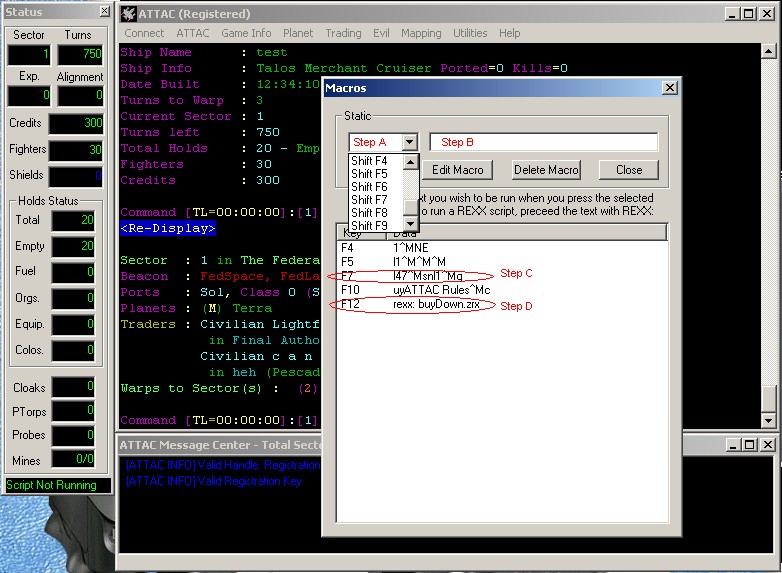 Status
Sector Turns
1 750
Exp. Alignment
0 0
Credits 300
Fighters 30
Shields 0
Holds Status
Total 20
Empty 20
Fuel 0
Orgs. 0
Equip. 0
Colos. 0
Cloaks 0
PTorps 0
Probes 0
Mines 0/0
Script Not Running
ATTAC (Registered)
Connect ATTAC Game Info Planet Trading Evil Mapping Utilities Help
Ship Name : test
Ship Info : Talos Merchant Cruiser Ported=0 Kills=0
Date Built : 12:34:10
Turns to Warp : 3
Current Sector : 1
Turns left : 750
Total Holds : 20 - Emp
Fighters : 30
Credits : 300
Command [TL=00:00:00]:[1]
<Re-Display>
Sector : 1 in The Federa
Beacon : FedSpace, FedLa
Ports : Sol, Class 0 (S
Planets : (M) Terra
Traders : Civilian Lightf
in Final Autho
Civilian c a n
in heh (Pescad
Warps to Sector(s) : (2)
Command [TL=00:00:00]:[1]
ATTAC Message Center - Total Secto
[ATTAC INFO] Valid Handle. Registration
[ATTAC INFO] Valid Registration Key
Macros
Static
Step A Step B
Shift F4
Shift F5
Shift F6
Shift F7
Shift F8
Shift F9
Edit Macro Delete Macro Close
xt you wish to be run when you press the selected
o run a REXX script, preceed the text with REXX:
Key Data
F4 1^MNE
F5 l1^M^M^M
F7 l47^Msnl1^Mq Step C
F10 uyATTAC Rules^Mc
F12 rexx: buyDown.zrx Step D